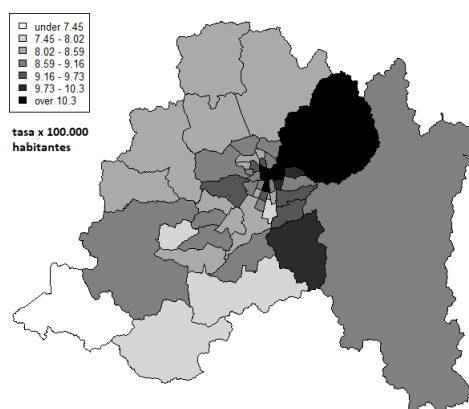 under 7.45
7.45 - 8.02
8.02 - 8.59
8.59 - 9.16
9.16 - 9.73
9.73 - 10.3
over 10.3
tasa x 100.000
habitantes